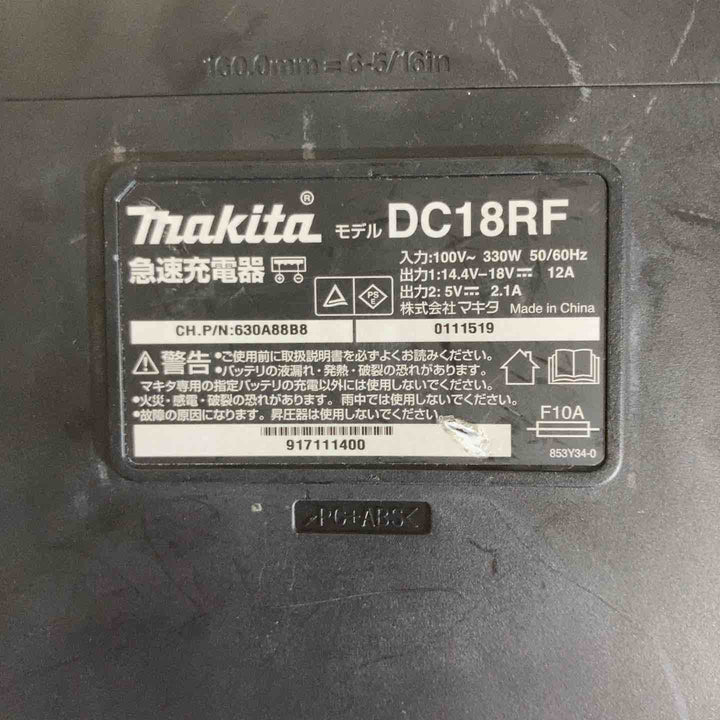 160.0mm=6-5/16in
makita® モデル DC18RF
急速充電器
入力:100V~ 330W 50/60Hz
出力1:14.4V-18V⎓ 12A
出力2:5V⎓ 2.1A
株式会社マキタ Made in China
PS
E
CH.P/N:630A88B8 0111519
警告 •ご使用前に取扱説明書を必ずよくお読みください。
•バッテリの液漏れ・発熱・破裂の恐れがあります。
マキタ専用の指定バッテリの充電以外には使用しないでください。
•火災・感電・破裂の恐れがあります。雨中では使用しないでください。
•故障の原因になります。昇圧器は使用しないでください。
F10A
917111400
853Y34-0
>PC+ABS<